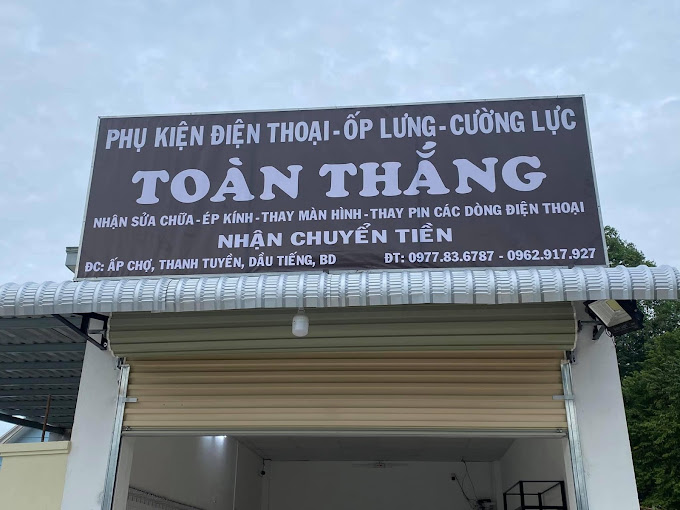 PHỤ KIỆN ĐIỆN THOẠI - ỐP LƯNG - CƯỜNG LỰC
TOÀN THẮNG
NHẬN SỬA CHỮA - ÉP KÍNH - THAY MÀN HÌNH - THAY PIN CÁC DÒNG ĐIỆN THOẠI
NHẬN CHUYỂN TIỀN
ĐC: ẤP CHỢ, THANH TUYỀN, DẦU TIẾNG, BD ĐT: 0977.83.6787 - 0962.917.927